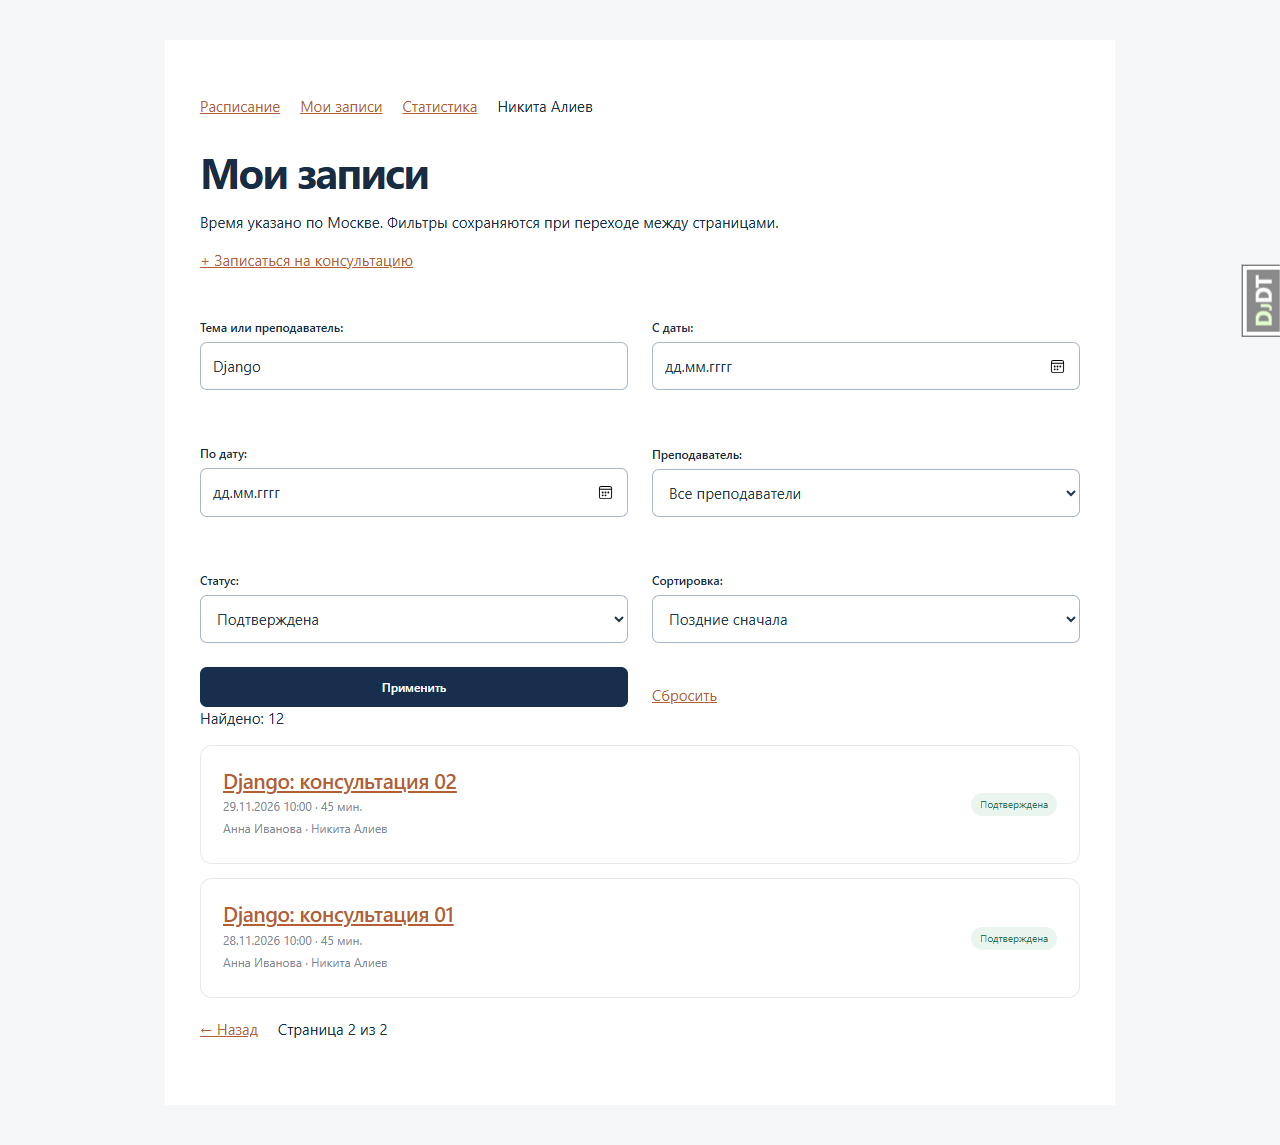 Расписание Мои записи Статистика Никита Алиев
Мои записи
Время указано по Москве. Фильтры сохраняются при переходе между страницами.
+ Записаться на консультацию
DjDT
Тема или преподаватель: С даты:
Django дд.мм.гггг
По дату: Преподаватель:
дд.мм.гггг Все преподаватели
Статус: Сортировка:
Подтверждена Поздние сначала
Применить Сбросить
Найдено: 12
Django: консультация 02
29.11.2026 10:00 · 45 мин.
Подтверждена
Анна Иванова · Никита Алиев
Django: консультация 01
28.11.2026 10:00 · 45 мин.
Подтверждена
Анна Иванова · Никита Алиев
← Назад Страница 2 из 2